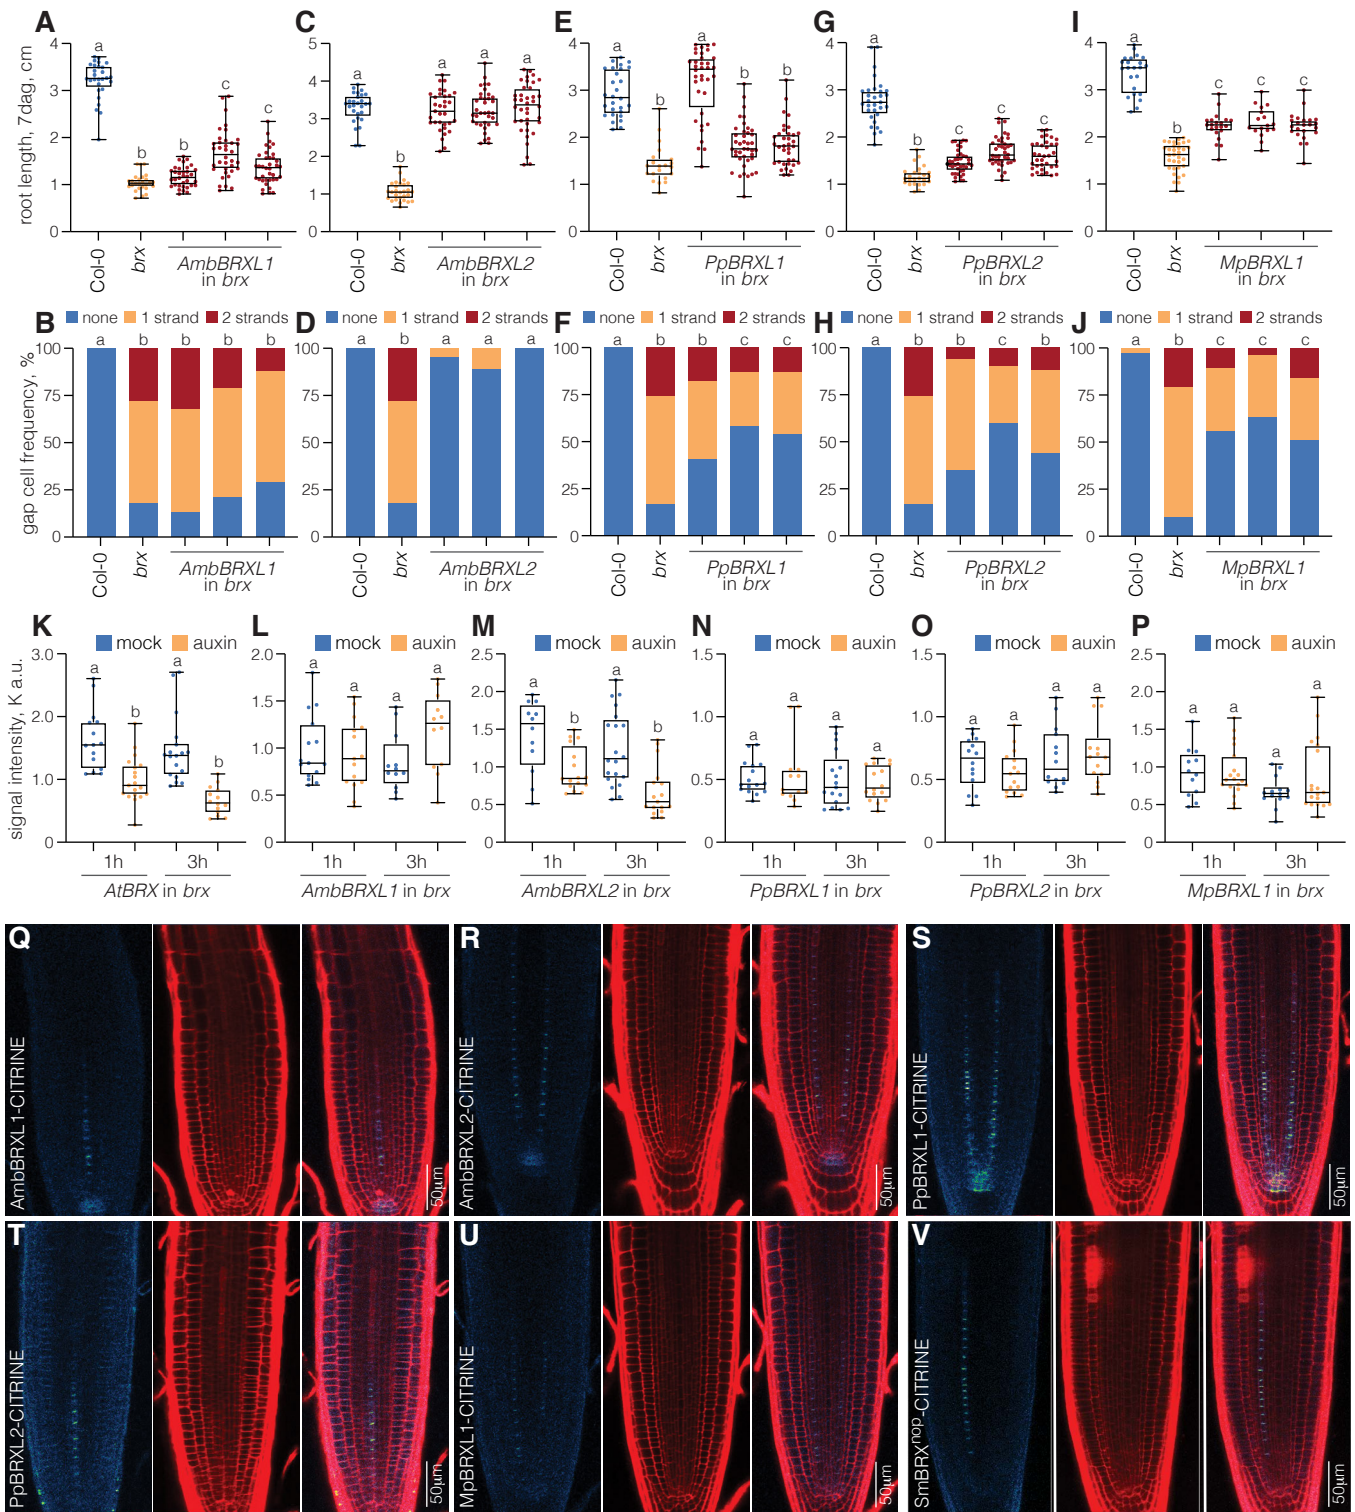 A C E G I
root length, 7dag, cm
4 3 2 1 0
a b b c c
Col-0 brx AmbBRXL1 in brx
5 4 3 2 1 0
a b a a a
Col-0 brx AmbBRXL2 in brx
4 3 2 1 0
a b a b b
Col-0 brx PpBRXL1 in brx
4 3 2 1 0
a b c c c
Col-0 brx PpBRXL2 in brx
4 3 2 1 0
a b c c c
Col-0 brx MpBRXL1 in brx
B none 1 strand 2 strands
gap cell frequency, %
100 75 50 25 0
a b b b b
Col-0 brx AmbBRXL1 in brx
D none 1 strand 2 strands
100 75 50 25 0
a b a a a
Col-0 brx AmbBRXL2 in brx
F none 1 strand 2 strands
100 75 50 25 0
a b b c c
Col-0 brx PpBRXL1 in brx
H none 1 strand 2 strands
100 75 50 25 0
a b b c b
Col-0 brx PpBRXL2 in brx
J none 1 strand 2 strands
100 75 50 25 0
a b c c c
Col-0 brx MpBRXL1 in brx
K mock auxin
signal intensity, K a.u.
3.0 2.0 1.0 0
a b a b
1h 3h
AtBRX in brx
L mock auxin
2.0 1.5 1.0 0.5 0
a a a a
1h 3h
AmbBRXL1 in brx
M mock auxin
2.5 2.0 1.5 1.0 0.5 0
a b a b
1h 3h
AmbBRXL2 in brx
N mock auxin
1.5 1.0 0.5 0
a a a a
1h 3h
PpBRXL1 in brx
O mock auxin
1.5 1.0 0.5 0
a a a a
1h 3h
PpBRXL2 in brx
P mock auxin
2.5 2.0 1.5 1.0 0.5 0
a a a a
1h 3h
MpBRXL1 in brx
Q AmbBRXL1-CITRINE 50µm
R AmbBRXL2-CITRINE 50µm
S PpBRXL1-CITRINE 50µm
T PpBRXL2-CITRINE 50µm
U MpBRXL1-CITRINE 50µm
V SmBRXnop-CITRINE 50µm